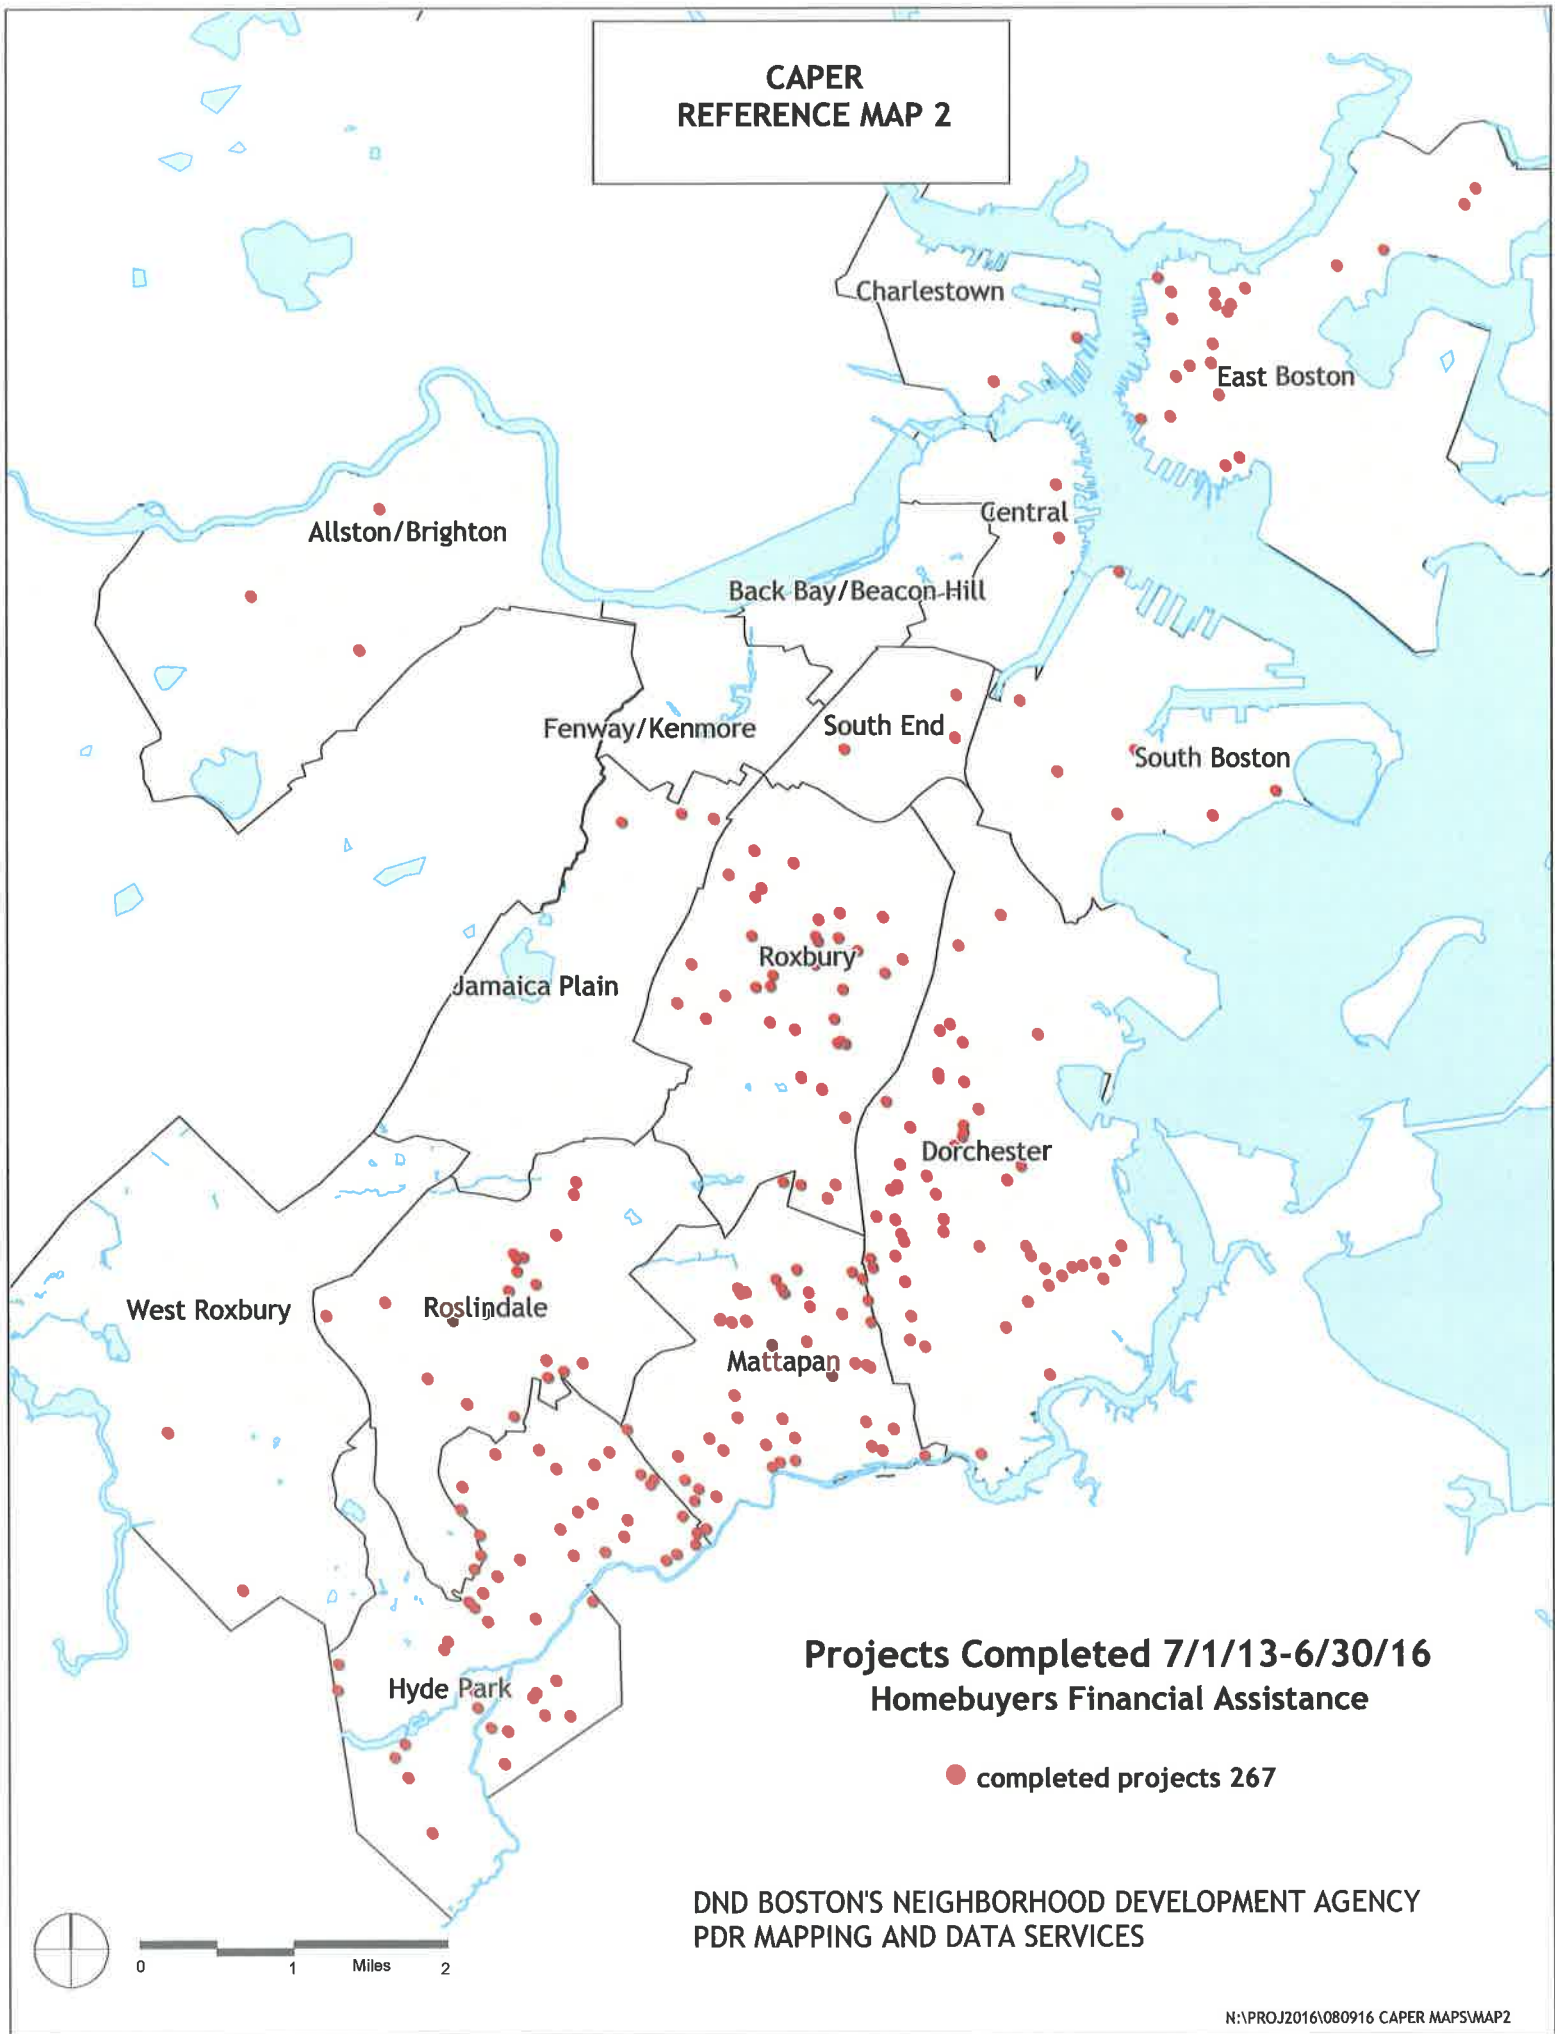 CAPER
REFERENCE MAP 2
Charlestown
East Boston
Allston/Brighton
Central
Back Bay/Beacon Hill
Fenway/Kenmore
South End
South Boston
Roxbury
Jamaica Plain
Dorchester
West Roxbury
Roslindale
Mattapan
Hyde Park
Projects Completed 7/1/13-6/30/16
Homebuyers Financial Assistance
completed projects 267
DND BOSTON'S NEIGHBORHOOD DEVELOPMENT AGENCY
PDR MAPPING AND DATA SERVICES
0 1 Miles 2
N:\PROJ2016\080916 CAPER MAPS\MAP2